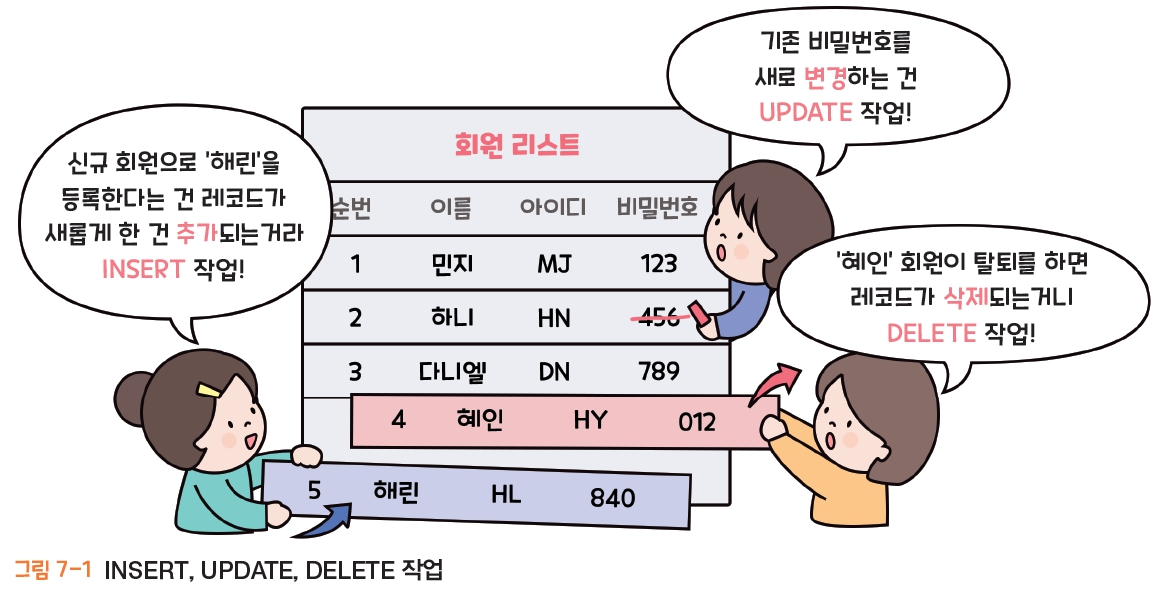 기존 비밀번호를
새로 변경하는 건
UPDATE 작업!
신규 회원으로 '해린'을
등록한다는 건 레코드가
새롭게 한 건 추가되는거라
INSERT 작업!
'혜인' 회원이 탈퇴를 하면
레코드가 삭제되는거니
DELETE 작업!
회원 리스트
순번 이름 아이디 비밀번호
1 민지 MJ 123
2 하니 HN 456
3 다니엘 DN 789
4 혜인 HY 012
5 해린 HL 840
그림 7-1 INSERT, UPDATE, DELETE 작업